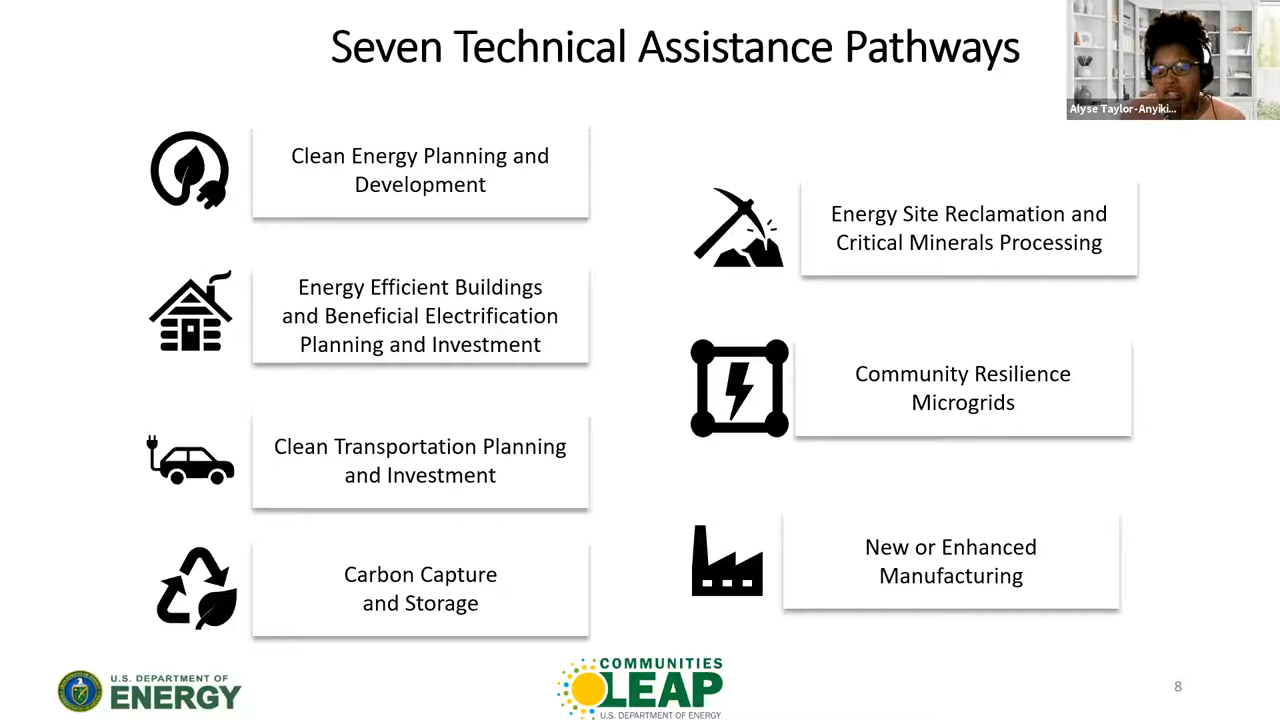 Seven Technical Assistance Pathways
Alyse Taylor-Anyiki...
Clean Energy Planning and
Development
Energy Efficient Buildings
and Beneficial Electrification
Planning and Investment
Clean Transportation Planning
and Investment
Carbon Capture
and Storage
Energy Site Reclamation and
Critical Minerals Processing
Community Resilience
Microgrids
New or Enhanced
Manufacturing
U.S. DEPARTMENT OF
ENERGY
COMMUNITIES
LEAP
U.S. DEPARTMENT OF ENERGY
8